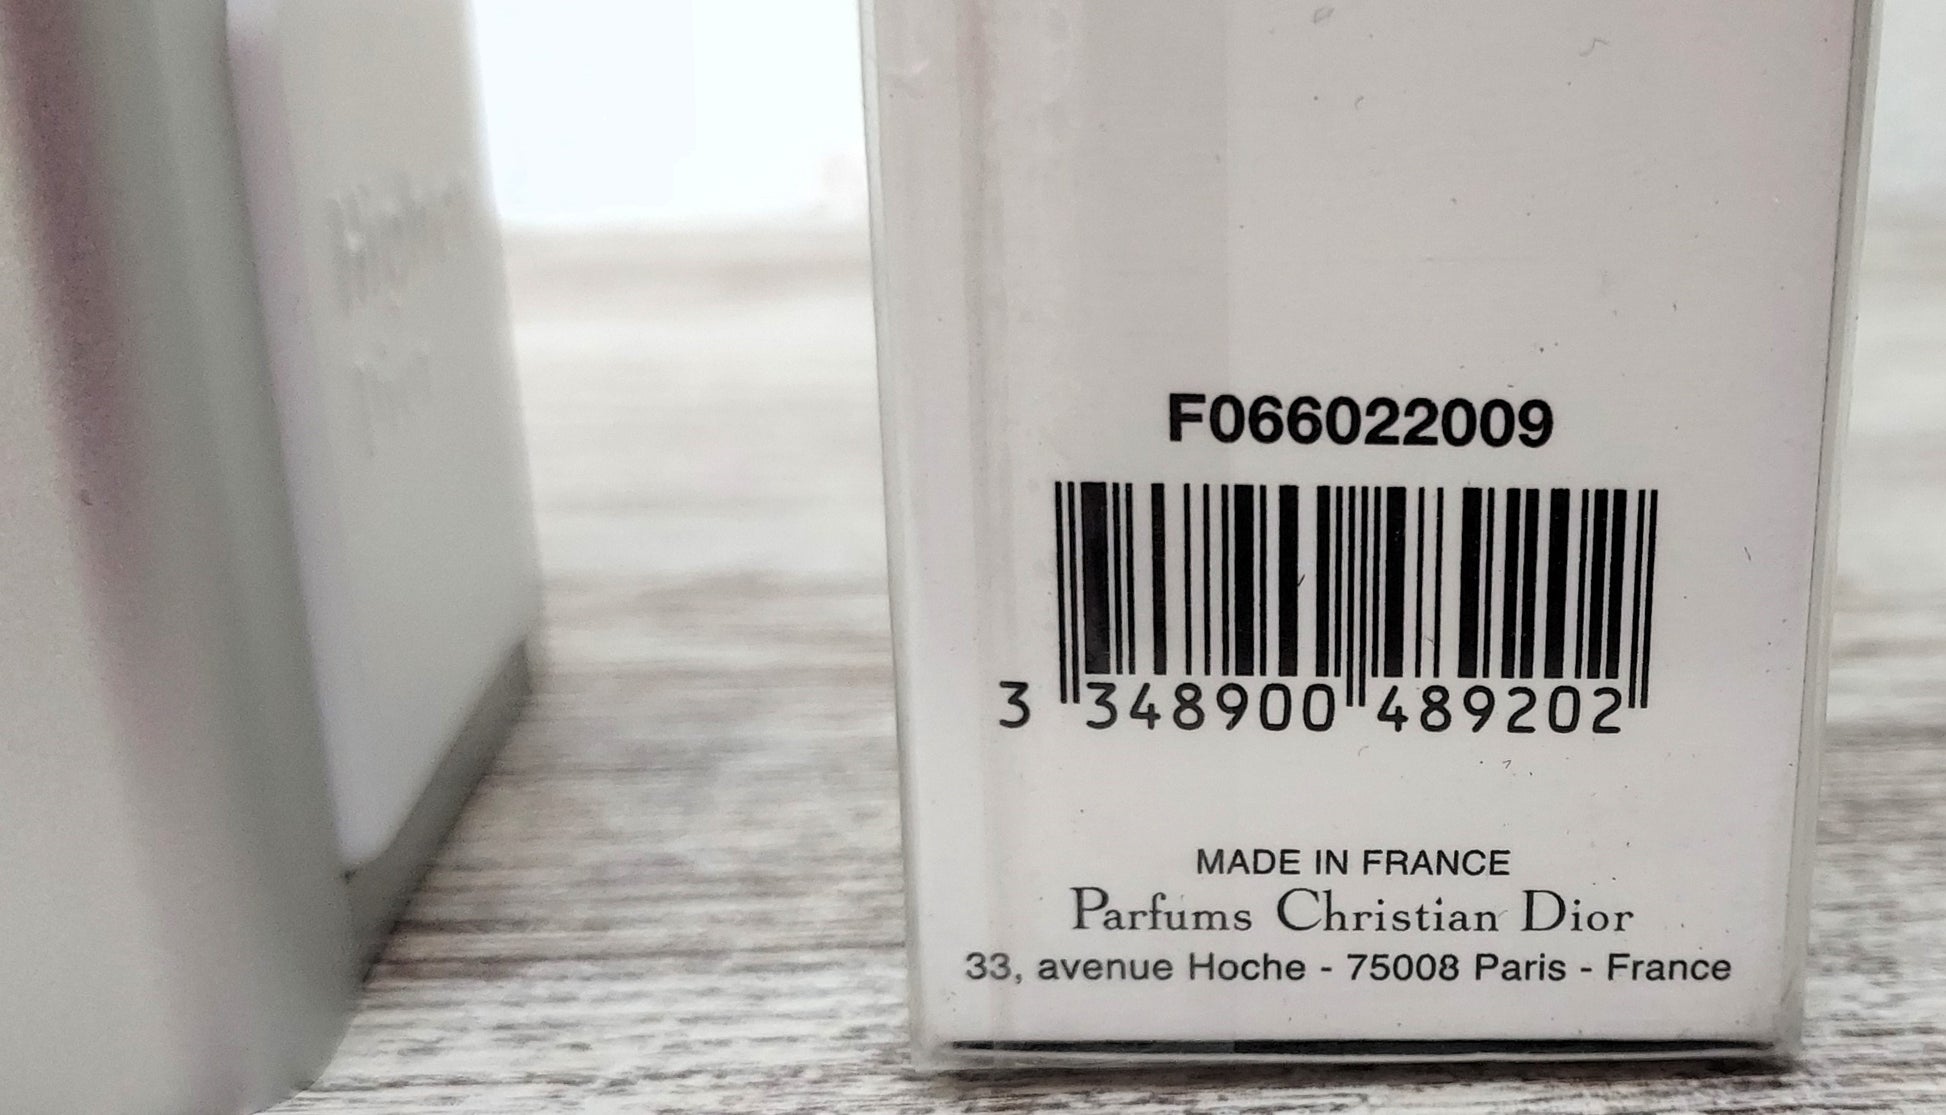 F066022009
3 348900 489202
MADE IN FRANCE
Parfums Christian Dior
33, avenue Hoche - 75008 Paris - France